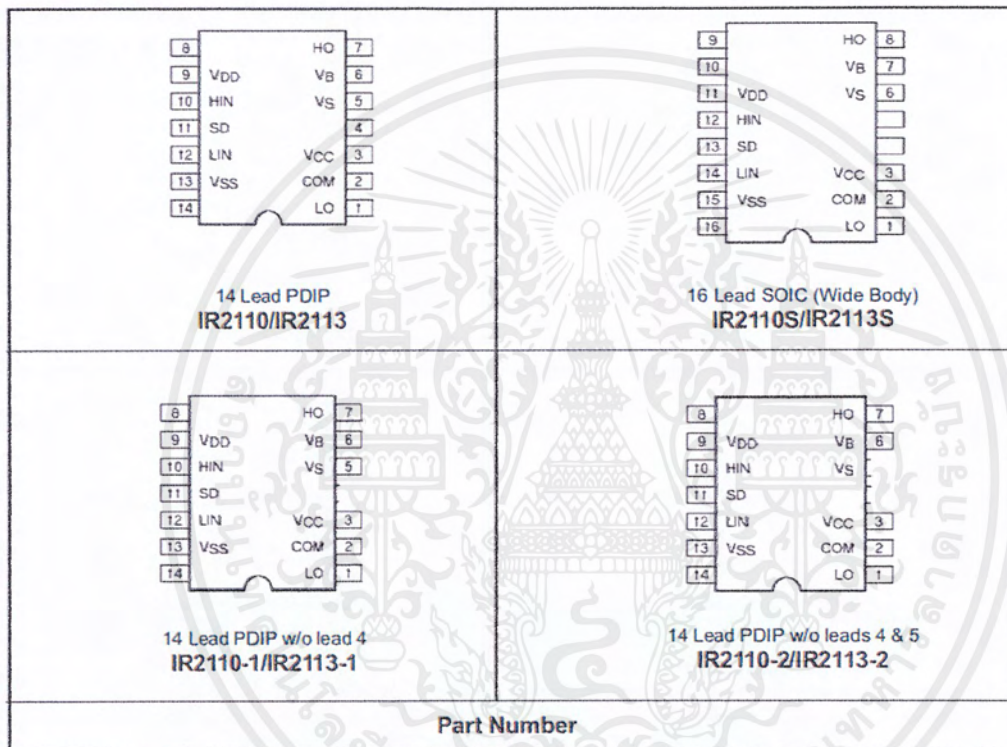 8 HO 7
9 VDD VB 6
10 HIN VS 5
11 SD 4
12 LIN VCC 3
13 VSS COM 2
14 LO 1
14 Lead PDIP
IR2110/IR2113
9 HO 8
10 VB 7
11 VDD VS 6
12 HIN
13 SD
14 LIN VCC 3
15 VSS COM 2
16 LO 1
16 Lead SOIC (Wide Body)
IR2110S/IR2113S
8 HO 7
9 VDD VB 6
10 HIN VS 5
11 SD
12 LIN VCC 3
13 VSS COM 2
14 LO 1
14 Lead PDIP w/o lead 4
IR2110-1/IR2113-1
8 HO 7
9 VDD VB 6
10 HIN VS
11 SD
12 LIN VCC 3
13 VSS COM 2
14 LO 1
14 Lead PDIP w/o leads 4 & 5
IR2110-2/IR2113-2
Part Number